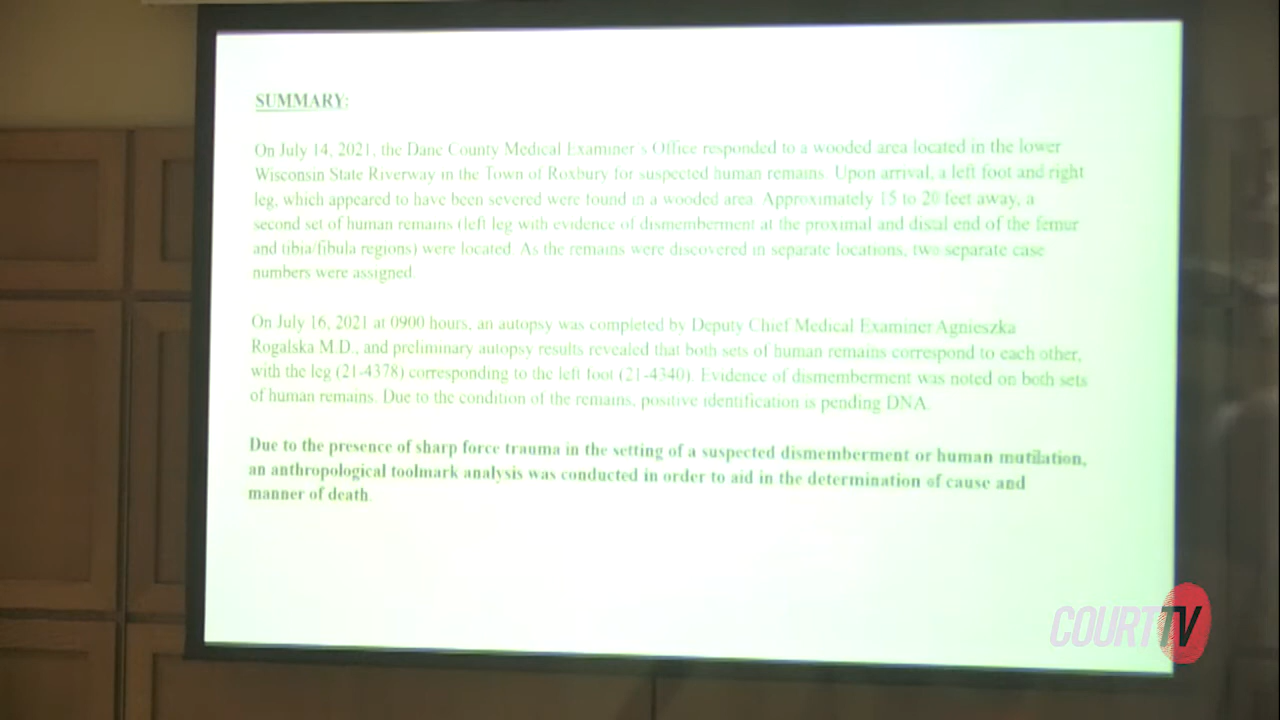 SUMMARY:
On July 14, 2021, the Dane County Medical Examiner's Office responded to a wooded area located in the lower
Wisconsin State Riverway in the Town of Roxbury for suspected human remains. Upon arrival, a left foot and right
leg, which appeared to have been severed were found in a wooded area. Approximately 15 to 20 feet away, a
second set of human remains (left leg with evidence of dismemberment at the proximal and distal end of the femur
and tibia/fibula regions) were located. As the remains were discovered in separate locations, two separate case
numbers were assigned.
On July 16, 2021 at 0900 hours, an autopsy was completed by Deputy Chief Medical Examiner Agnieszka
Rogalska M.D., and preliminary autopsy results revealed that both sets of human remains correspond to each other,
with the leg (21-4378) corresponding to the left foot (21-4340). Evidence of dismemberment was noted on both sets
of human remains. Due to the condition of the remains, positive identification is pending DNA.
Due to the presence of sharp force trauma in the setting of a suspected dismemberment or human mutilation,
an anthropological toolmark analysis was conducted in order to aid in the determination of cause and
manner of death.
COURT TV